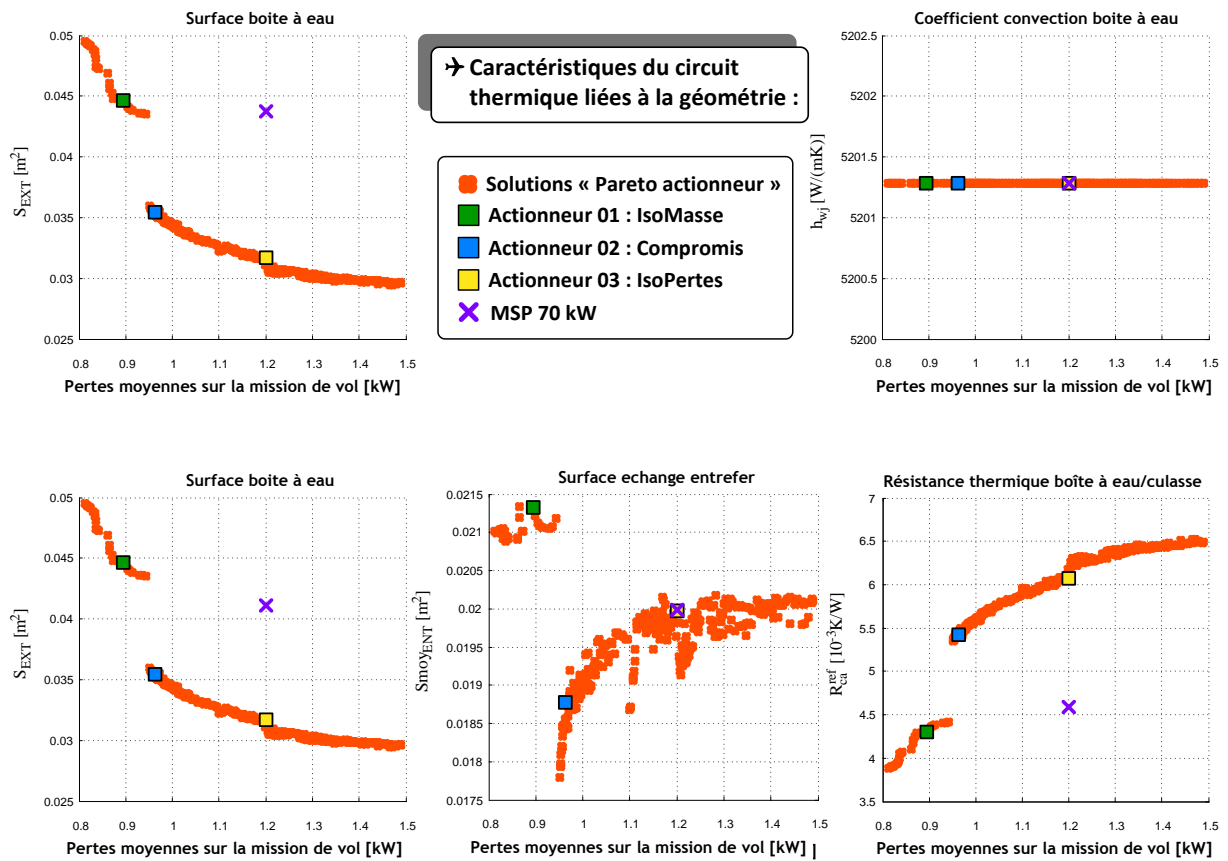 Surface boite à eau
0.05
0.045
0.04
0.035
0.03
0.025
S_EXT [m²]
0.8 0.9 1 1.1 1.2 1.3 1.4 1.5
Pertes moyennes sur la mission de vol [kW]
✈ Caractéristiques du circuit
thermique liées à la géométrie :
Solutions « Pareto actionneur »
Actionneur 01 : IsoMasse
Actionneur 02 : Compromis
Actionneur 03 : IsoPertes
MSP 70 kW
Coefficient convection boite à eau
5202.5
5202
5201.5
5201
5200.5
5200
h_wj [W/(mK)]
0.8 0.9 1 1.1 1.2 1.3 1.4 1.5
Pertes moyennes sur la mission de vol [kW]
Surface boite à eau
0.05
0.045
0.04
0.035
0.03
0.025
S_EXT [m²]
0.8 0.9 1 1.1 1.2 1.3 1.4 1.5
Pertes moyennes sur la mission de vol [kW]
Surface echange entrefer
0.0215
0.021
0.0205
0.02
0.0195
0.019
0.0185
0.018
0.0175
Smoy_ENT [m²]
0.8 0.9 1 1.1 1.2 1.3 1.4 1.5
Pertes moyennes sur la mission de vol [kW]
Résistance thermique boîte à eau/culasse
7
6.5
6
5.5
5
4.5
4
3.5
R_ca^ref [10⁻³K/W]
0.8 0.9 1 1.1 1.2 1.3 1.4 1.5
Pertes moyennes sur la mission de vol [kW]